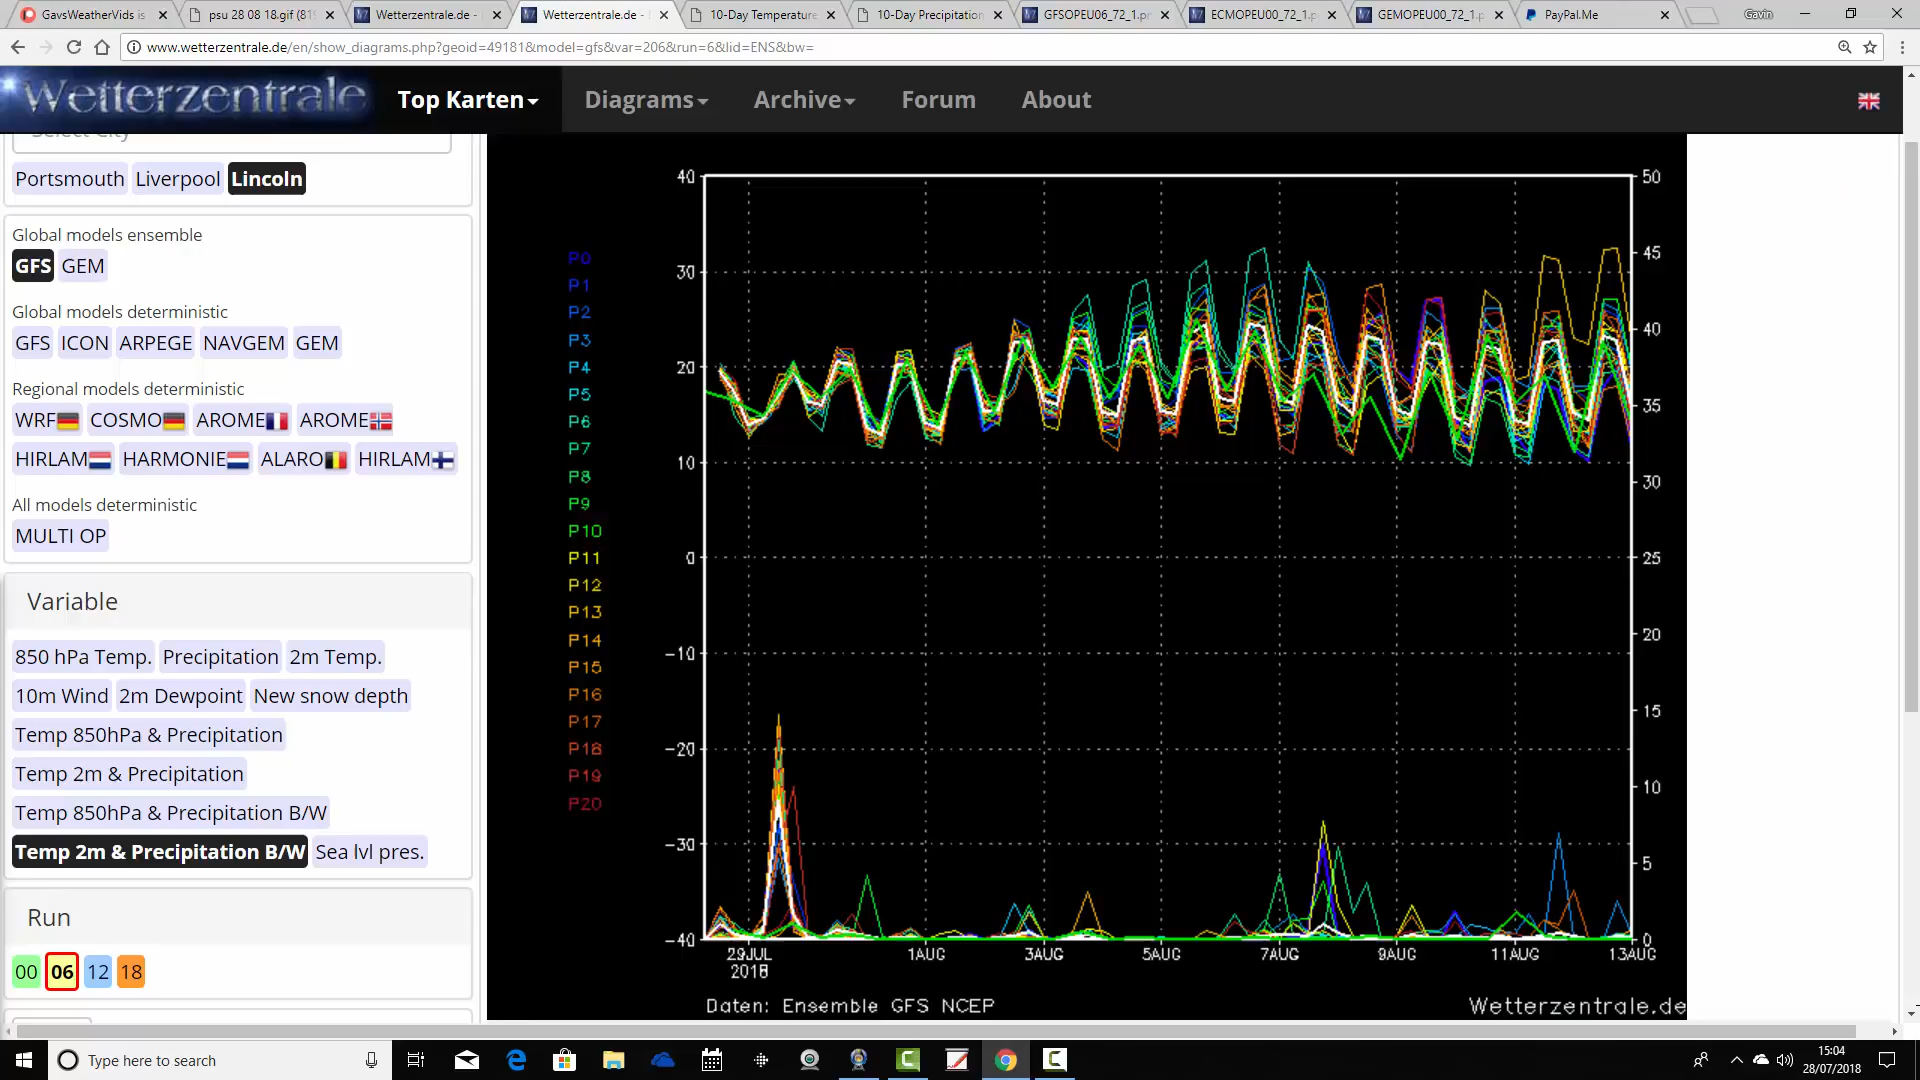 GavsWeatherVids is
psu 28 08 18.gif (81
Wetterzentrale.de -
Wetterzentrale.de -
10-Day Temperature
10-Day Precipitation
GFSOPEU06_72_1.p
ECMOPEU00_72_1.p
GEMOPEU00_72_1.p
PayPal.Me
Gavin
www.wetterzentrale.de/en/show_diagrams.php?geoid=49181&model=gfs&var=206&run=6&lid=ENS&bw=
Wetterzentrale
Top Karten
Diagrams
Archive
Forum
About
Select City
Portsmouth Liverpool Lincoln
Global models ensemble
GFS GEM
Global models deterministic
GFS ICON ARPEGE NAVGEM GEM
Regional models deterministic
WRF COSMO AROME AROME
HIRLAM HARMONIE ALARO HIRLAM
All models deterministic
MULTI OP
Variable
850 hPa Temp. Precipitation 2m Temp.
10m Wind 2m Dewpoint New snow depth
Temp 850hPa & Precipitation
Temp 2m & Precipitation
Temp 850hPa & Precipitation B/W
Temp 2m & Precipitation B/W Sea lvl pres.
Run
00 06 12 18
P0
P1
P2
P3
P4
P5
P6
P7
P8
P9
P10
P11
P12
P13
P14
P15
P16
P17
P18
P19
P20
40
30
20
10
0
-10
-20
-30
-40
50
45
40
35
30
25
20
15
10
5
0
29JUL 1AUG 3AUG 5AUG 7AUG 9AUG 11AUG 13AUG
2018
Daten: Ensemble GFS NCEP
Wetterzentrale.de
Type here to search
15:04
28/07/2018